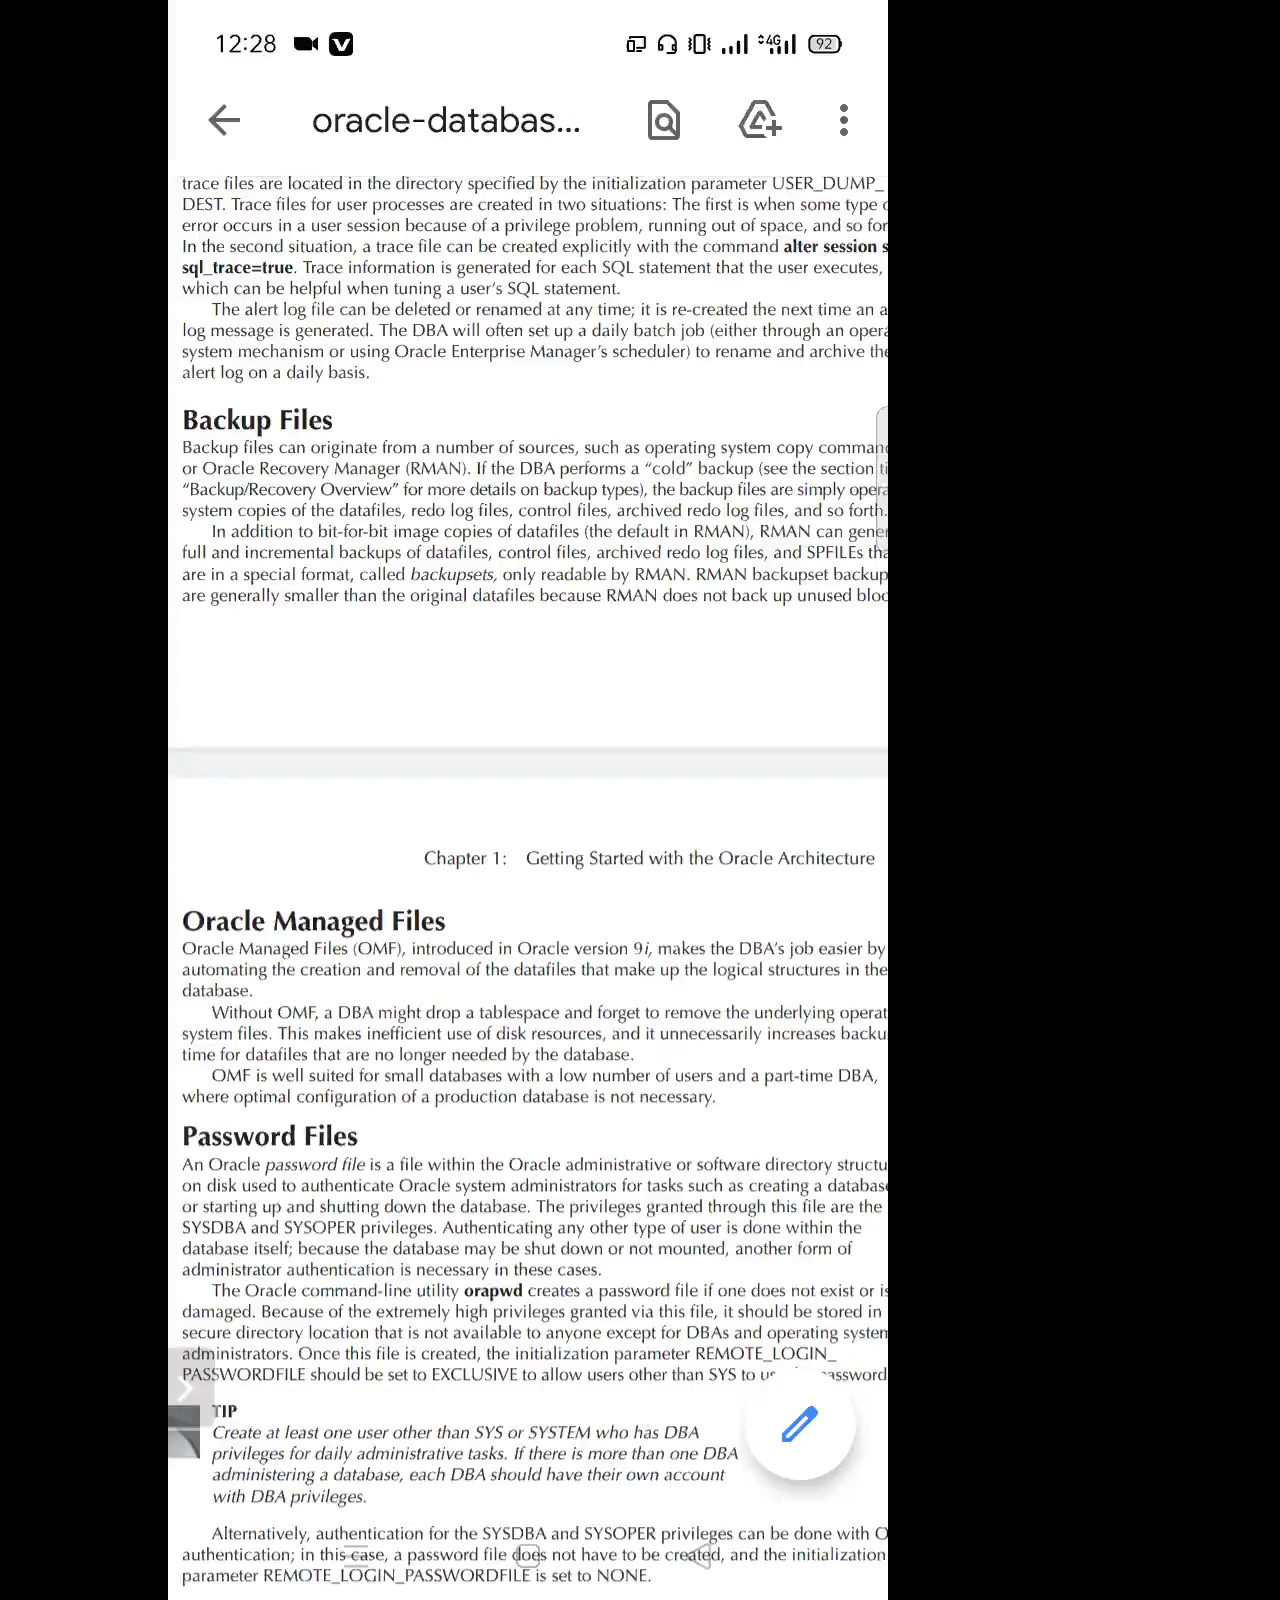 12:28
V
4G
92
oracle-databas...
trace files are located in the directory specified by the initialization parameter USER_DUMP_
DEST. Trace files for user processes are created in two situations: The first is when some type
error occurs in a user session because of a privilege problem, running out of space, and so for
In the second situation, a trace file can be created explicitly with the command alter session s
sql_trace=true. Trace information is generated for each SQL statement that the user executes,
which can be helpful when tuning a user's SQL statement.
The alert log file can be deleted or renamed at any time; it is re-created the next time an a
log message is generated. The DBA will often set up a daily batch job (either through an opera
system mechanism or using Oracle Enterprise Manager's scheduler) to rename and archive the
alert log on a daily basis.
Backup Files
Backup files can originate from a number of sources, such as operating system copy comman
or Oracle Recovery Manager (RMAN). If the DBA performs a “cold” backup (see the section ti
“Backup/Recovery Overview” for more details on backup types), the backup files are simply opera
system copies of the datafiles, redo log files, control files, archived redo log files, and so forth.
In addition to bit-for-bit image copies of datafiles (the default in RMAN), RMAN can gene
full and incremental backups of datafiles, control files, archived redo log files, and SPFILEs tha
are in a special format, called backupsets, only readable by RMAN. RMAN backupset backup
are generally smaller than the original datafiles because RMAN does not back up unused bloc
Chapter 1: Getting Started with the Oracle Architecture
Oracle Managed Files
Oracle Managed Files (OMF), introduced in Oracle version 9i, makes the DBA's job easier by
automating the creation and removal of the datafiles that make up the logical structures in the
database.
Without OMF, a DBA might drop a tablespace and forget to remove the underlying operat
system files. This makes inefficient use of disk resources, and it unnecessarily increases backu
time for datafiles that are no longer needed by the database.
OMF is well suited for small databases with a low number of users and a part-time DBA,
where optimal configuration of a production database is not necessary.
Password Files
An Oracle password file is a file within the Oracle administrative or software directory structu
on disk used to authenticate Oracle system administrators for tasks such as creating a database
or starting up and shutting down the database. The privileges granted through this file are the
SYSDBA and SYSOPER privileges. Authenticating any other type of user is done within the
database itself; because the database may be shut down or not mounted, another form of
administrator authentication is necessary in these cases.
The Oracle command-line utility orapwd creates a password file if one does not exist or is
damaged. Because of the extremely high privileges granted via this file, it should be stored in
secure directory location that is not available to anyone except for DBAs and operating system
administrators. Once this file is created, the initialization parameter REMOTE_LOGIN_
PASSWORDFILE should be set to EXCLUSIVE to allow users other than SYS to assword
TIP
Create at least one user other than SYS or SYSTEM who has DBA
privileges for daily administrative tasks. If there is more than one DBA
administering a database, each DBA should have their own account
with DBA privileges.
Alternatively, authentication for the SYSDBA and SYSOPER privileges can be done with O
authentication; in this case, a password file does not have to be created, and the initialization
parameter REMOTE_LOGIN_PASSWORDFILE is set to NONE.